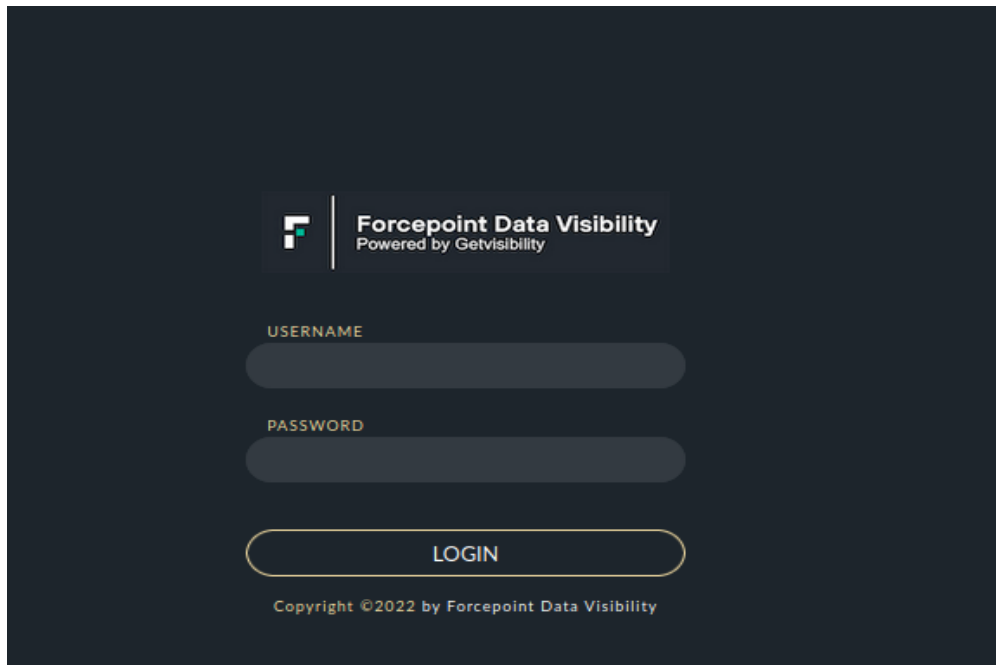 Forcepoint Data Visibility
Powered by Getvisibility
USERNAME
PASSWORD
LOGIN
Copyright ©2022 by Forcepoint Data Visibility